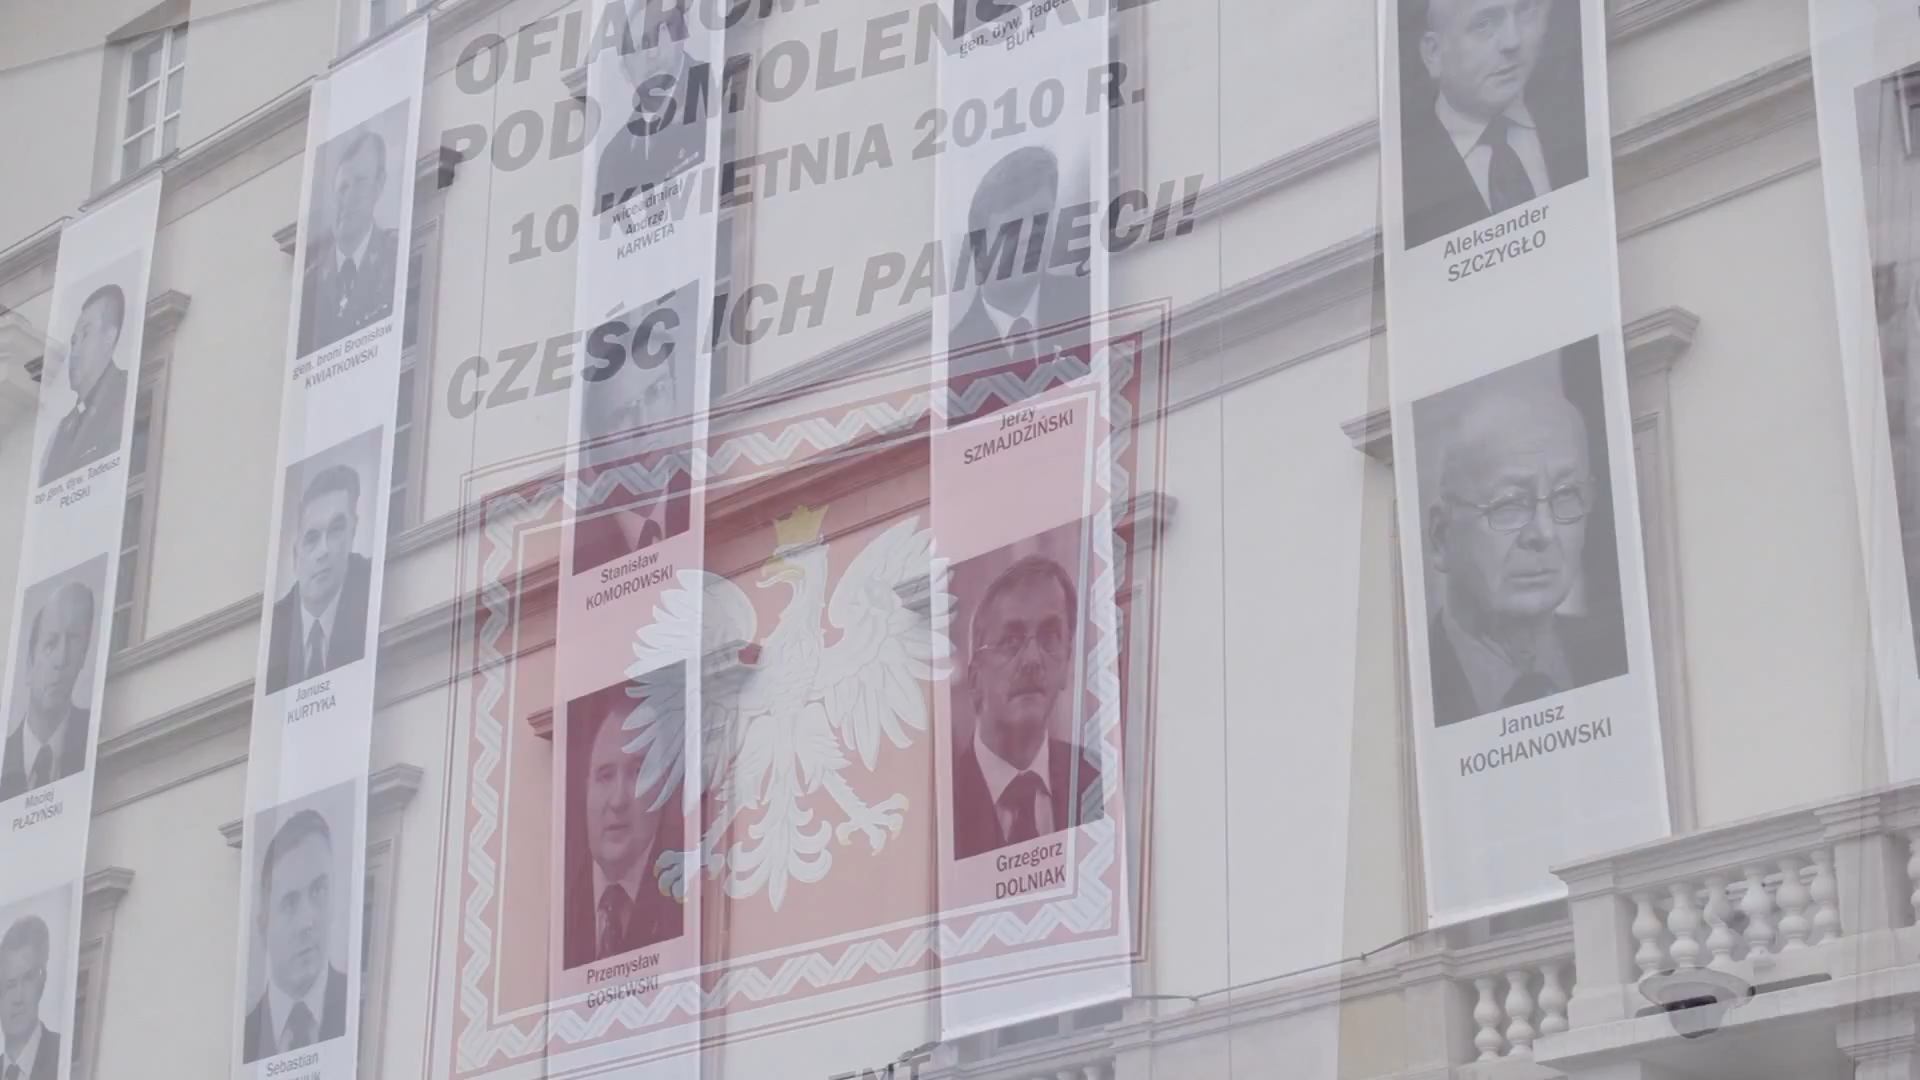 OFIAROM
POD SMOLEŃSKIEM
10 KWIETNIA 2010 R.
CZEŚĆ ICH PAMIĘCI!
bp gen. dyw. Tadeusz
PŁOSKI
Maciej
PŁAŻYŃSKI
gen. broni Bronisław
KWIATKOWSKI
Janusz
KURTYKA
Sebastian
wiceadmirał
Andrzej
KARWETA
Stanisław
KOMOROWSKI
Przemysław
GOSIEWSKI
gen. dyw. Tadeusz
BUK
Jerzy
SZMAJDZIŃSKI
Grzegorz
DOLNIAK
Aleksander
SZCZYGŁO
Janusz
KOCHANOWSKI